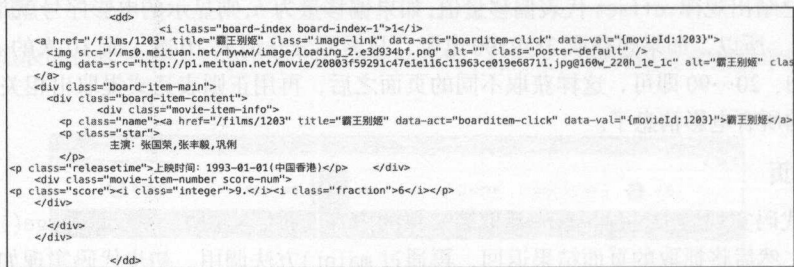 <dd>
<i class="board-index board-index-1">1</i>
<a href="/films/1203" title="霸王别姬" class="image-link" data-act="boarditem-click" data-val="{movieId:1203}">
<img src="//ms0.meituan.net/mywww/image/loading_2.e3d934bf.png" alt="" class="poster-default" />
<img data-src="http://p1.meituan.net/movie/20803f59291c47e1e116c11963ce019e68711.jpg@160w_220h_1e_1c" alt="霸王别姬" clas
</a>
<div class="board-item-main">
<div class="board-item-content">
<div class="movie-item-info">
<p class="name"><a href="/films/1203" title="霸王别姬" data-act="boarditem-click" data-val="{movieId:1203}">霸王别姬</a>
<p class="star">
主演：张国荣,张丰毅,巩俐
</p>
<p class="releasetime">上映时间：1993-01-01(中国香港)</p> </div>
<div class="movie-item-number score-num">
<p class="score"><i class="integer">9.</i><i class="fraction">6</i></p>
</div>
</div>
</div>
</dd>